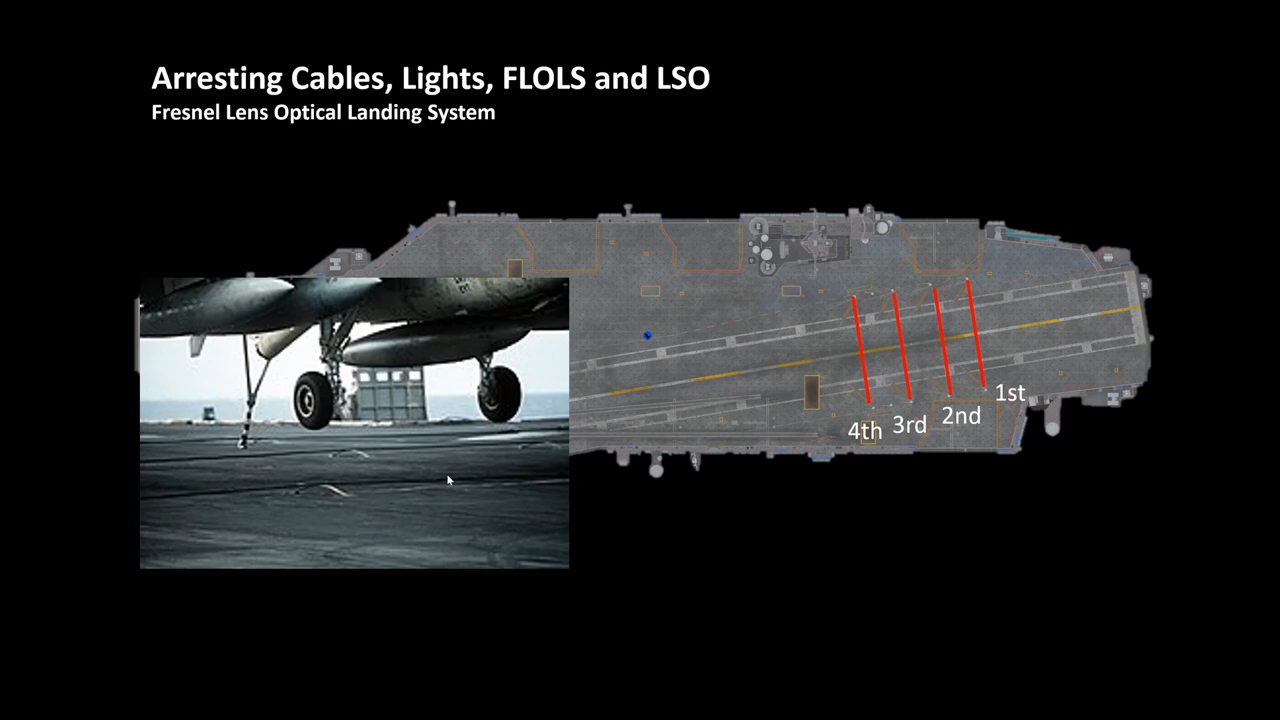 Arresting Cables, Lights, FLOLS and LSO
Fresnel Lens Optical Landing System
1st
2nd
3rd
4th